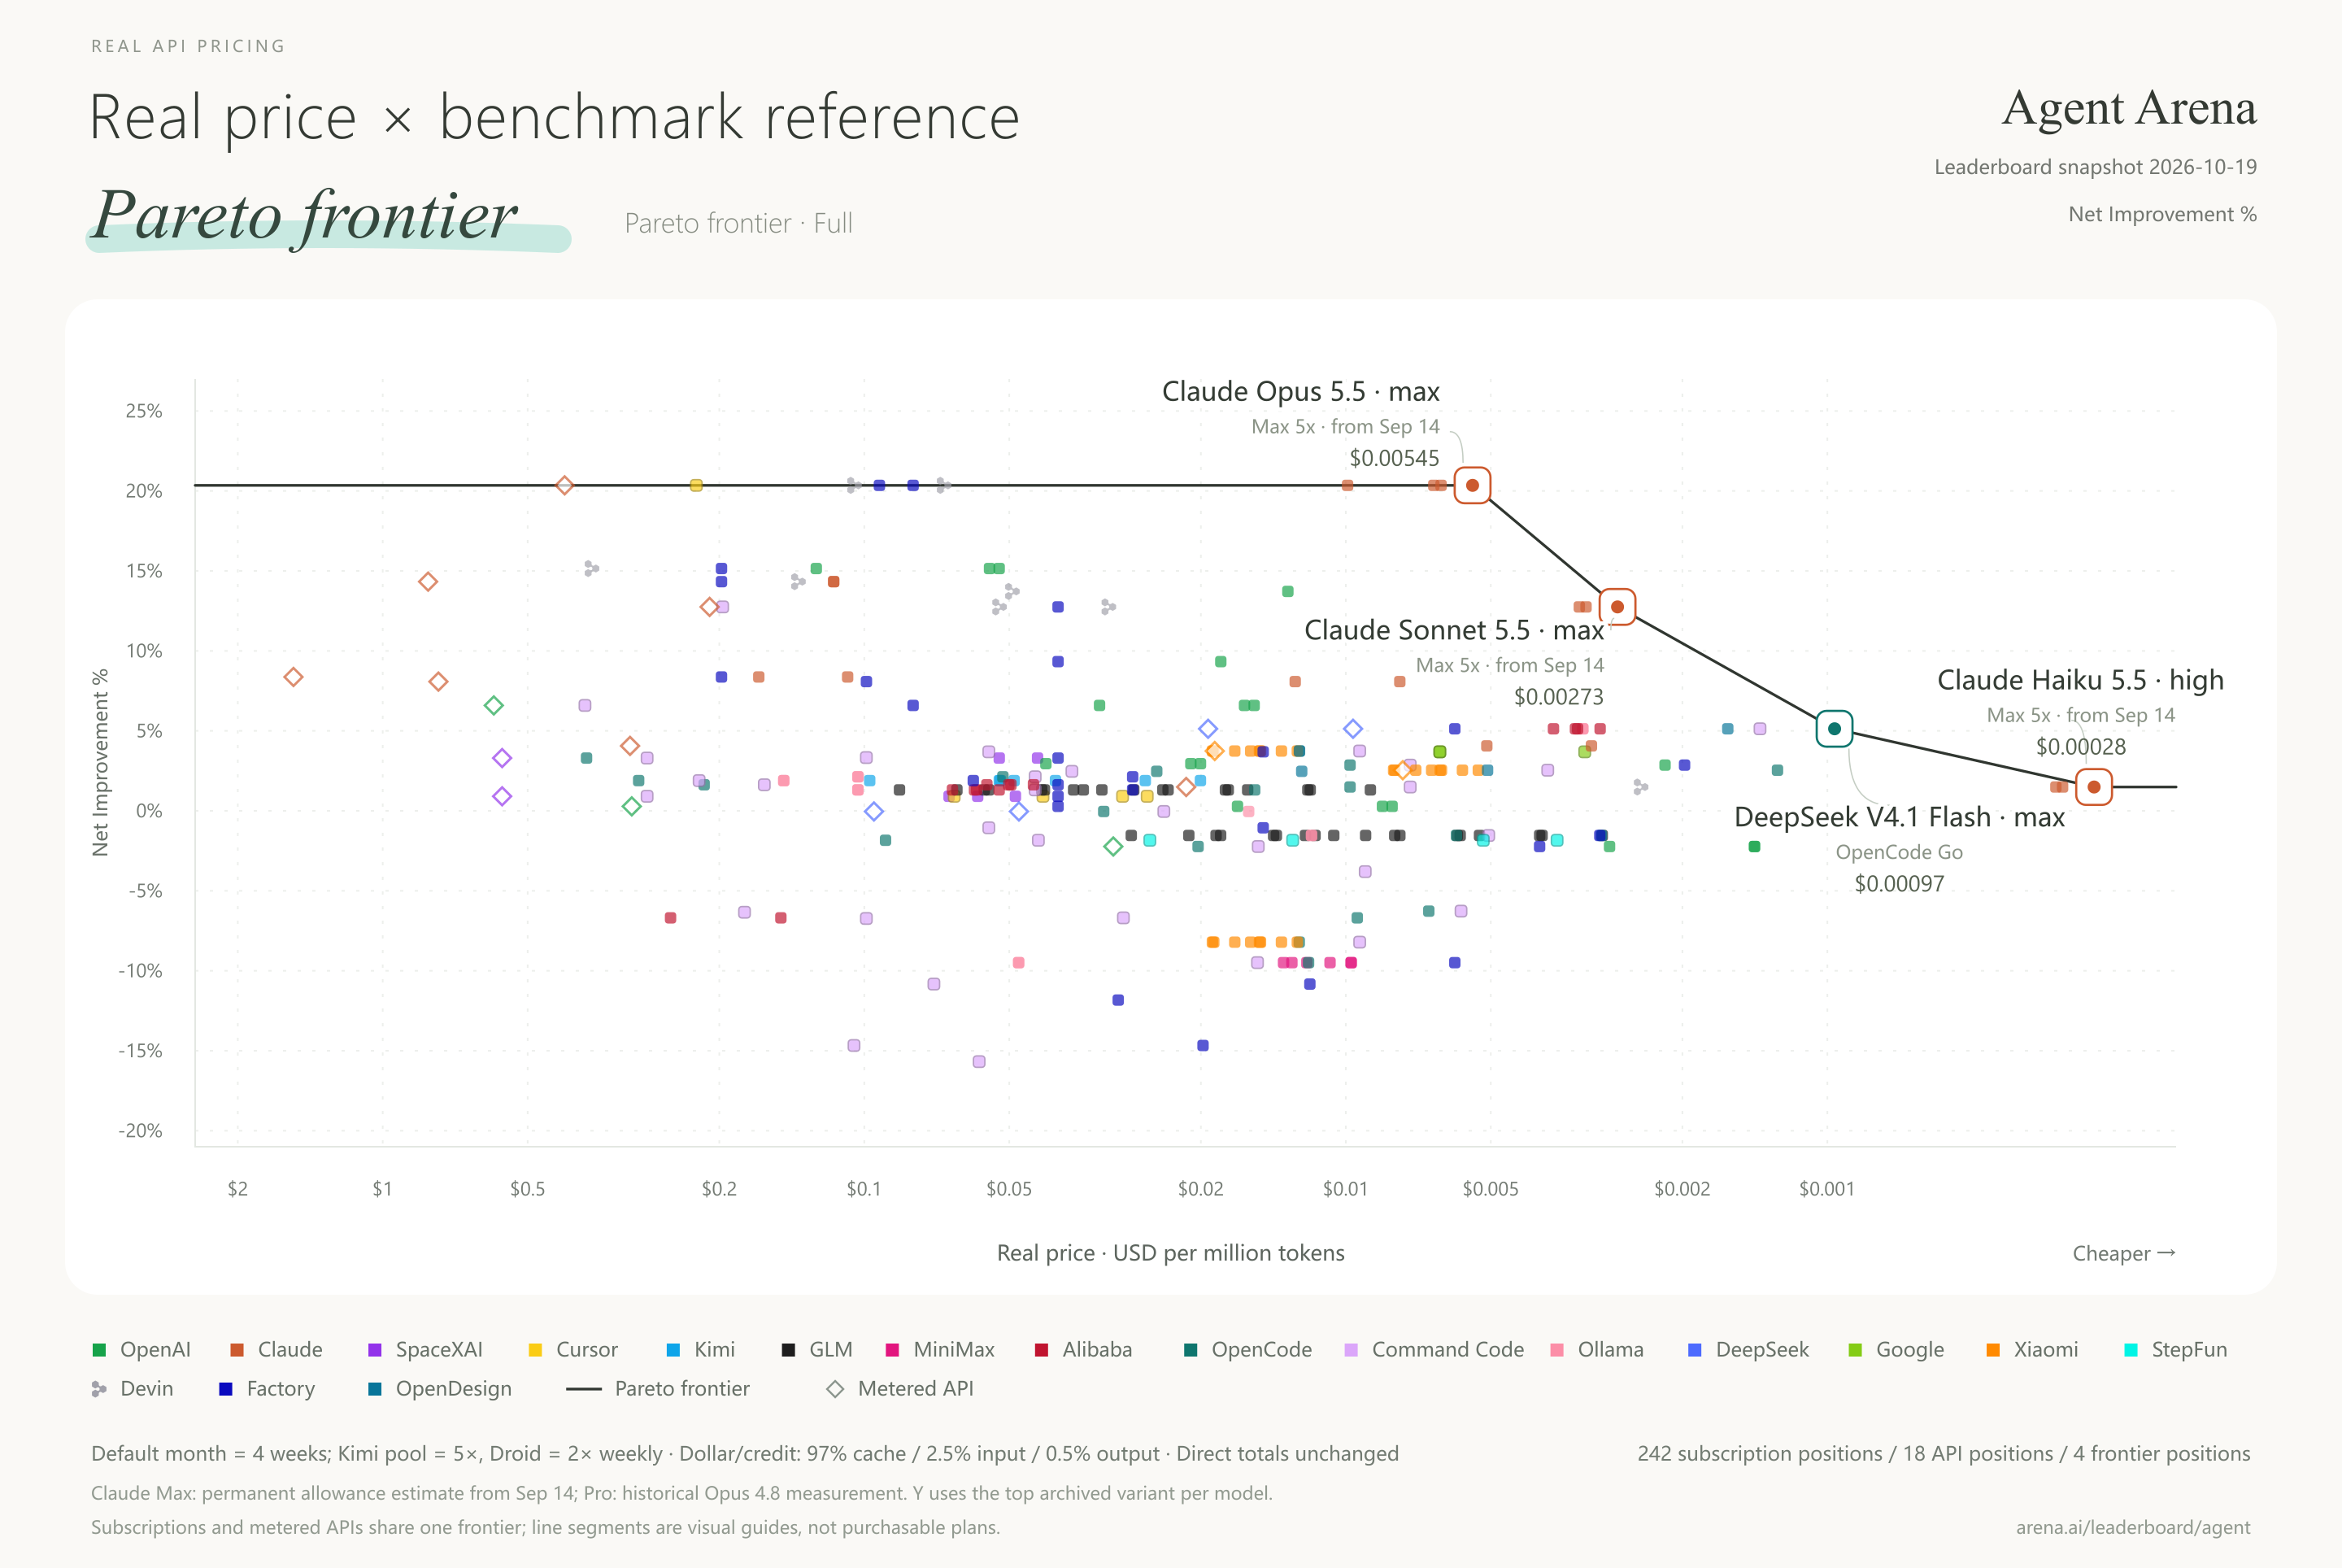 REAL API PRICING
Real price × benchmark reference
Pareto frontier
Pareto frontier · Full
Agent Arena
Leaderboard snapshot 2026-10-19
Net Improvement %
Claude Opus 5.5 · max
Max 5x · from Sep 14
$0.00545
Claude Sonnet 5.5 · max
Max 5x · from Sep 14
$0.00273
Claude Haiku 5.5 · high
Max 5x · from Sep 14
$0.00028
DeepSeek V4.1 Flash · max
OpenCode Go
$0.00097
Net Improvement %
25%
20%
15%
10%
5%
0%
-5%
-10%
-15%
-20%
$2 $1 $0.5 $0.2 $0.1 $0.05 $0.02 $0.01 $0.005 $0.002 $0.001
Real price · USD per million tokens
Cheaper →
OpenAI Claude SpaceXAI Cursor Kimi GLM MiniMax Alibaba OpenCode Command Code Ollama DeepSeek Google Xiaomi StepFun
Devin Factory OpenDesign Pareto frontier Metered API
Default month = 4 weeks; Kimi pool = 5×, Droid = 2× weekly · Dollar/credit: 97% cache / 2.5% input / 0.5% output · Direct totals unchanged
242 subscription positions / 18 API positions / 4 frontier positions
Claude Max: permanent allowance estimate from Sep 14; Pro: historical Opus 4.8 measurement. Y uses the top archived variant per model.
Subscriptions and metered APIs share one frontier; line segments are visual guides, not purchasable plans.
arena.ai/leaderboard/agent